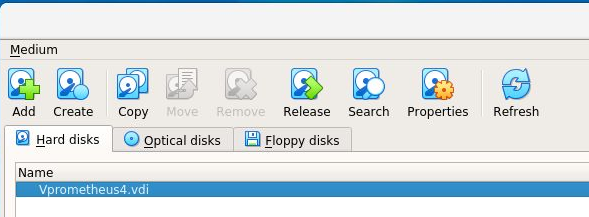 Medium
Add Create Copy Move Remove Release Search Properties Refresh
Hard disks Optical disks Floppy disks
Name
Vprometheus4.vdi